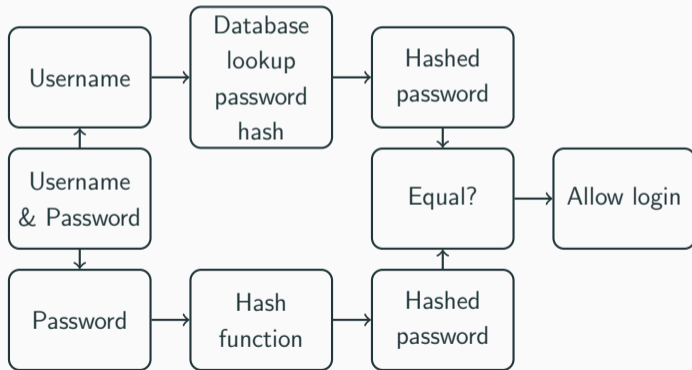 Username
Database
lookup
password
hash
Hashed
password
Username
& Password
Equal?
Allow login
Password
Hash
function
Hashed
password